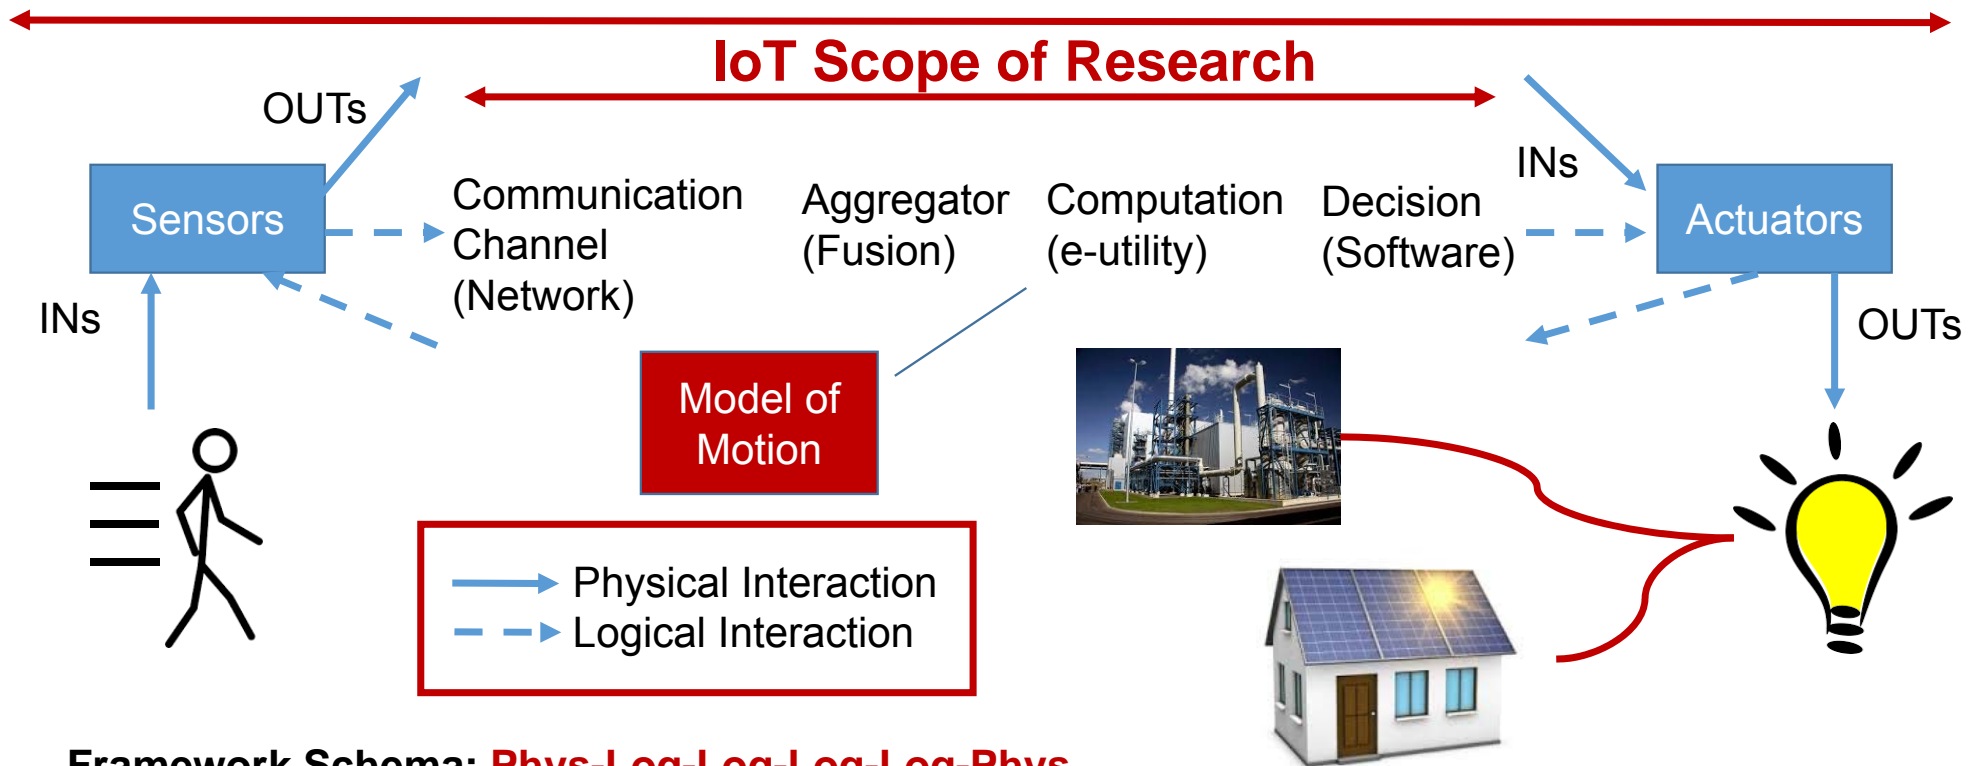 IoT Scope of Research
OUTs
INs
Sensors
Communication
Channel
(Network)
Aggregator
(Fusion)
Computation
(e-utility)
Decision
(Software)
Actuators
INs
OUTs
Model of
Motion
Physical Interaction
Logical Interaction
Framework Schema: Phys-Log-Log-Log-Log-Phys